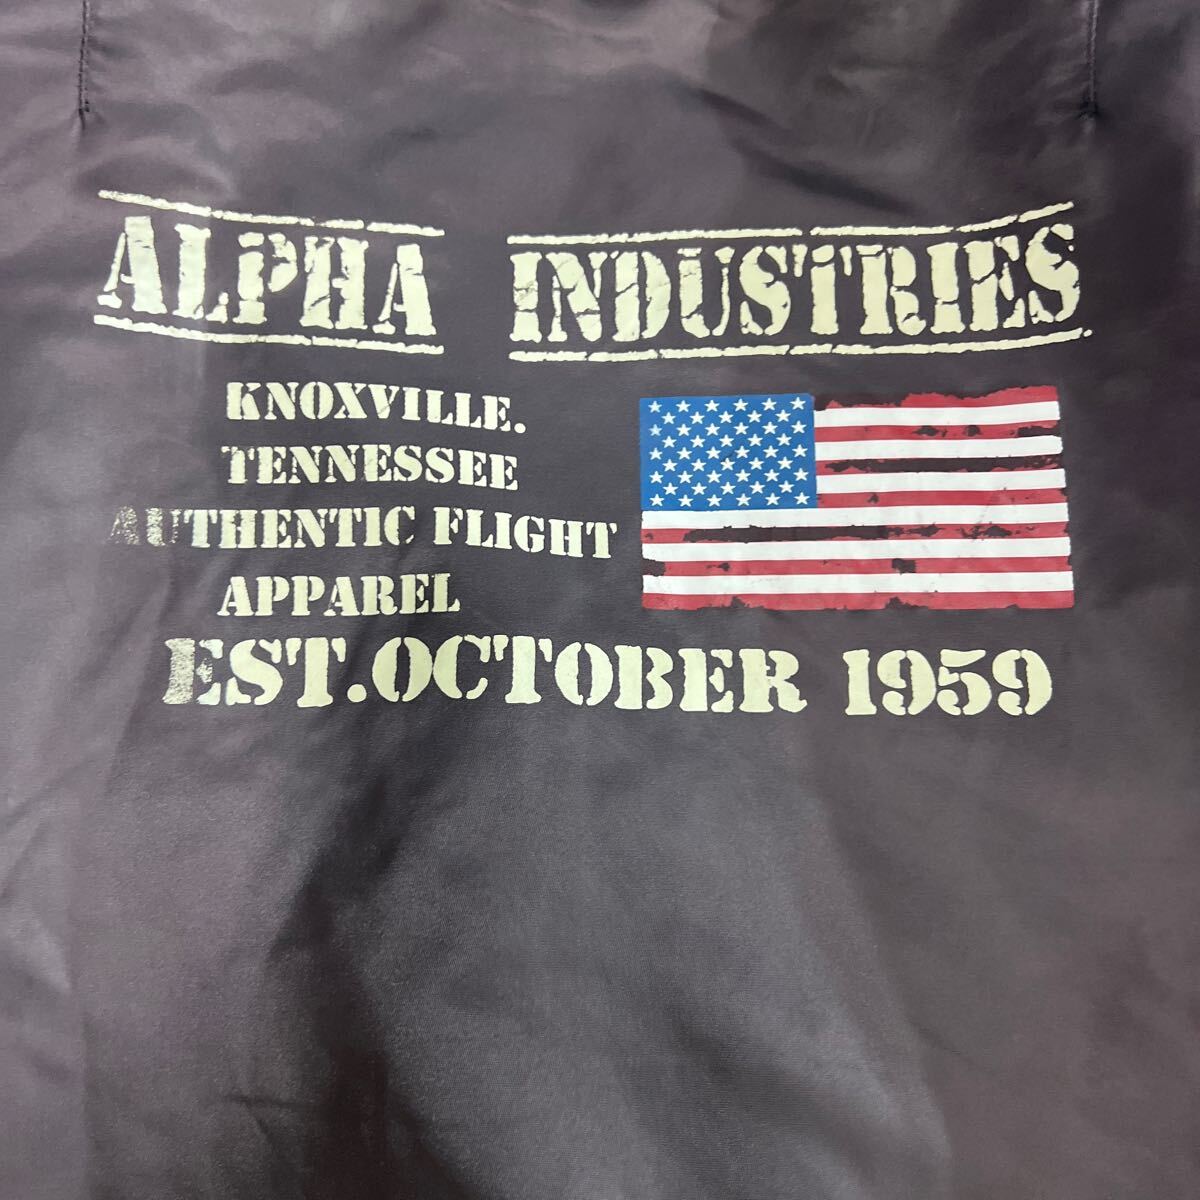 ALPHA INDUSTRIES
KNOXVILLE.
TENNESSEE
AUTHENTIC FLIGHT
APPAREL
EST.OCTOBER 1959